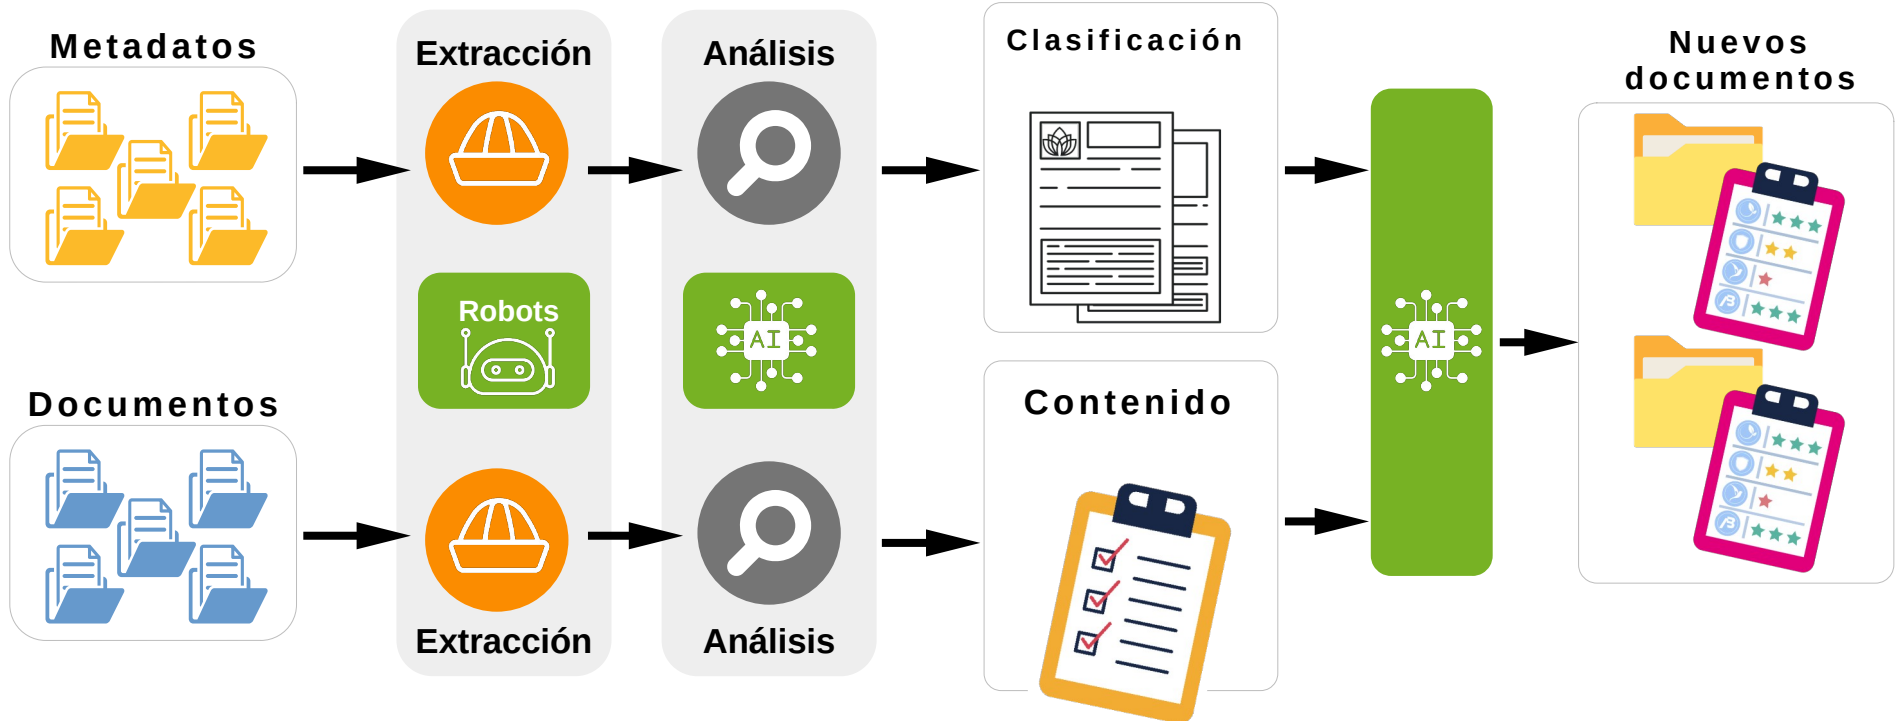 Metadatos
Extracción
Análisis
Clasificación
Nuevos
documentos
Robots
AI
AI
Documentos
Contenido
Extracción
Análisis